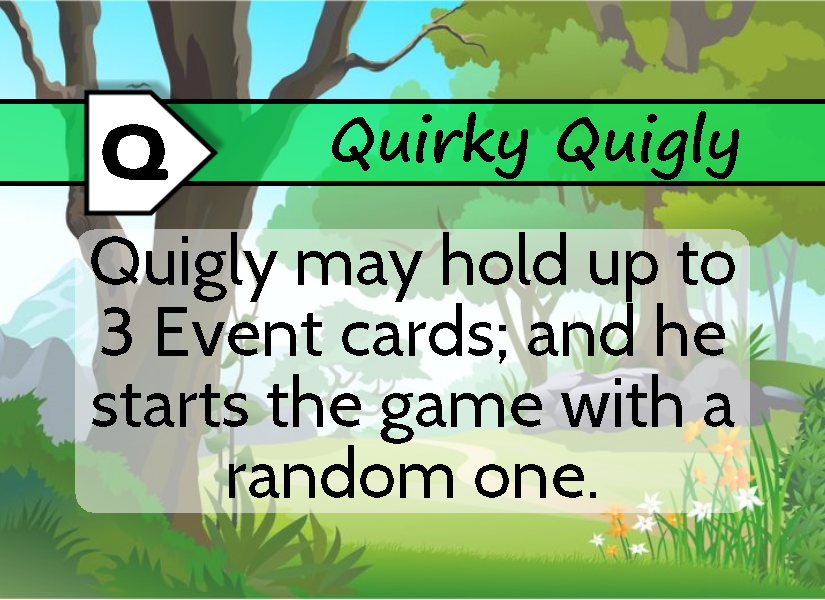 Q
Quirky Quigly
Quigly may hold up to
3 Event cards; and he
starts the game with a
random one.